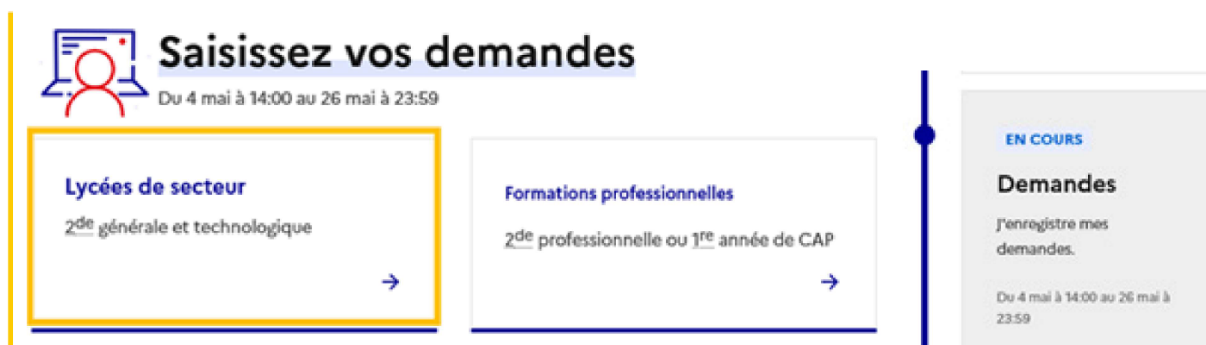 Saisissez vos demandes
Du 4 mai à 14:00 au 26 mai à 23:59
Lycées de secteur
2de générale et technologique
Formations professionnelles
2de professionnelle ou 1re année de CAP
EN COURS
Demandes
J'enregistre mes
demandes.
Du 4 mai à 14:00 au 26 mai à
23:59